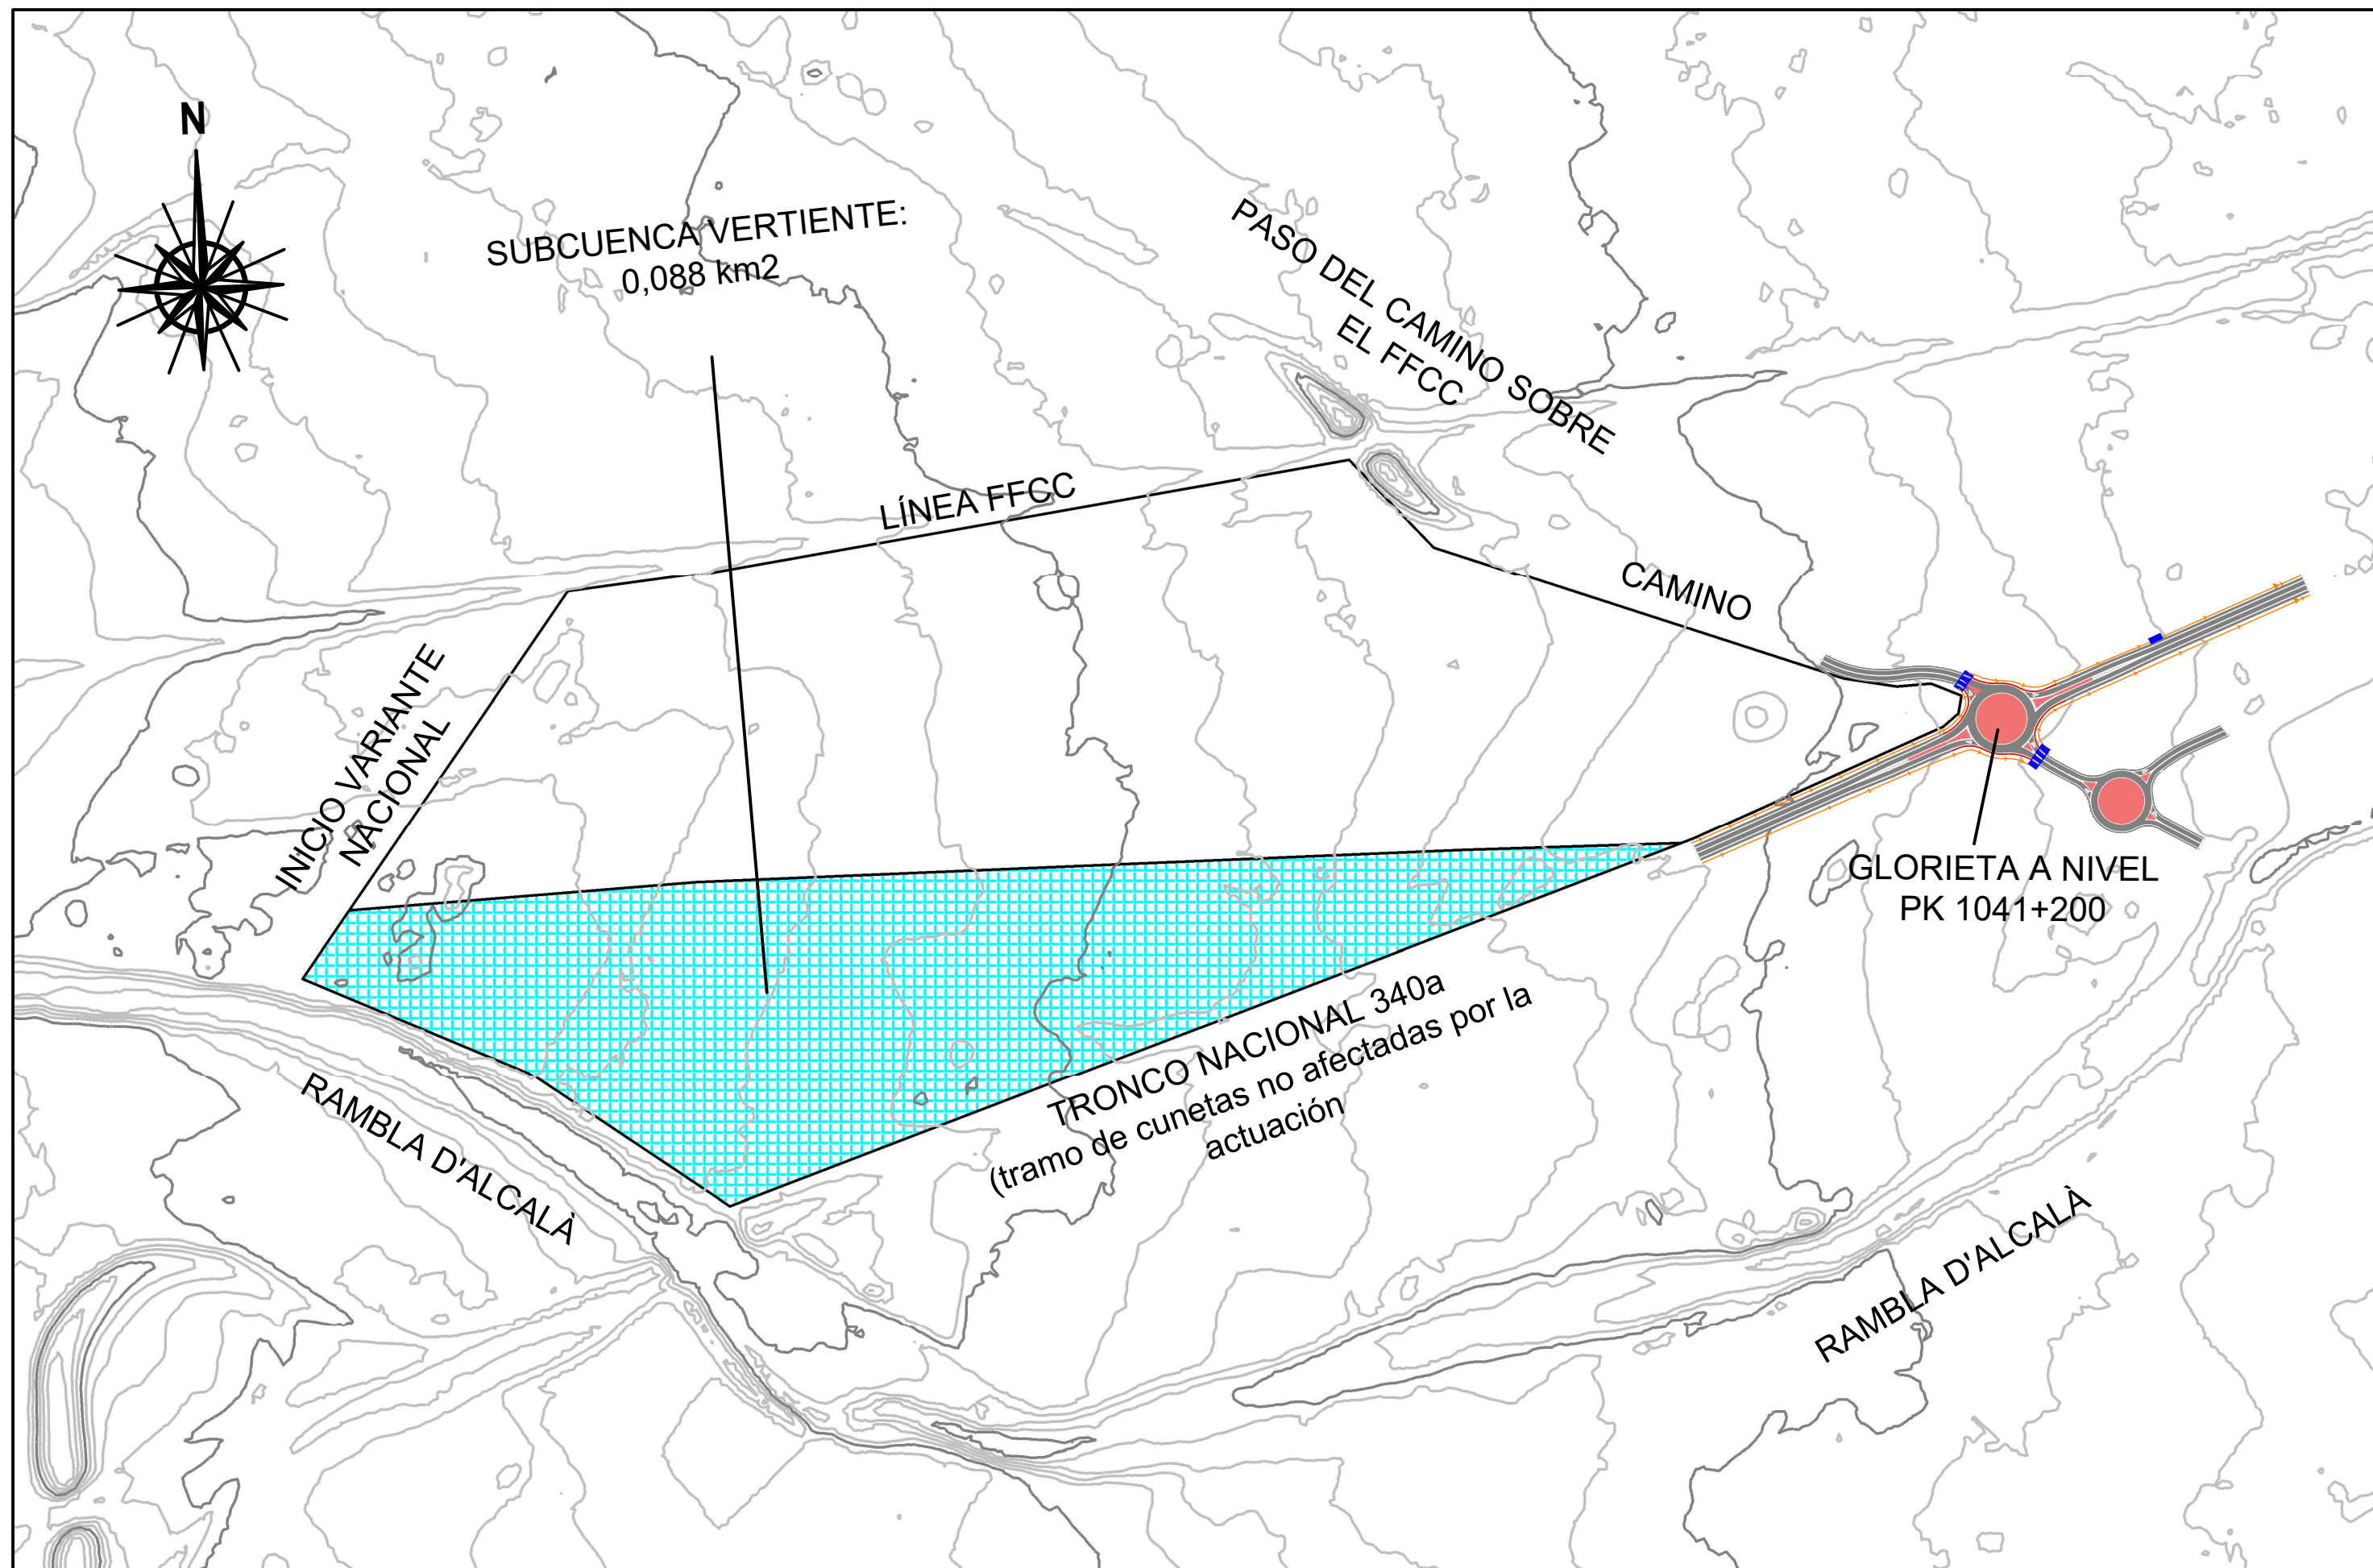 N
SUBCUENCA VERTIENTE:
0,088 km2
PASO DEL CAMINO SOBRE
EL FFCC
LÍNEA FFCC
CAMINO
INICIO VARIANTE
NACIONAL
GLORIETA A NIVEL
PK 1041+200
TRONCO NACIONAL 340a
(tramo de cunetas no afectadas por la
actuación
RAMBLA D'ALCALÀ
RAMBLA D'ALCALÀ